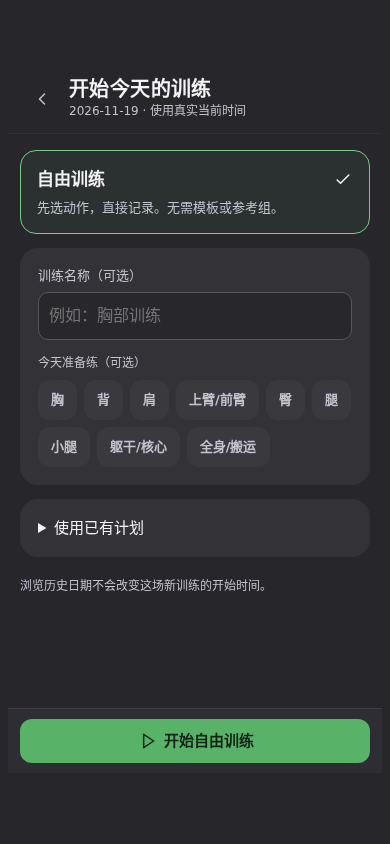 开始今天的训练
2026-11-19 · 使用真实当前时间
自由训练
先选动作，直接记录。无需模板或参考组。
训练名称（可选）
例如：胸部训练
今天准备练（可选）
胸 背 肩 上臂/前臂 臀 腿
小腿 躯干/核心 全身/搬运
使用已有计划
浏览历史日期不会改变这场新训练的开始时间。
开始自由训练